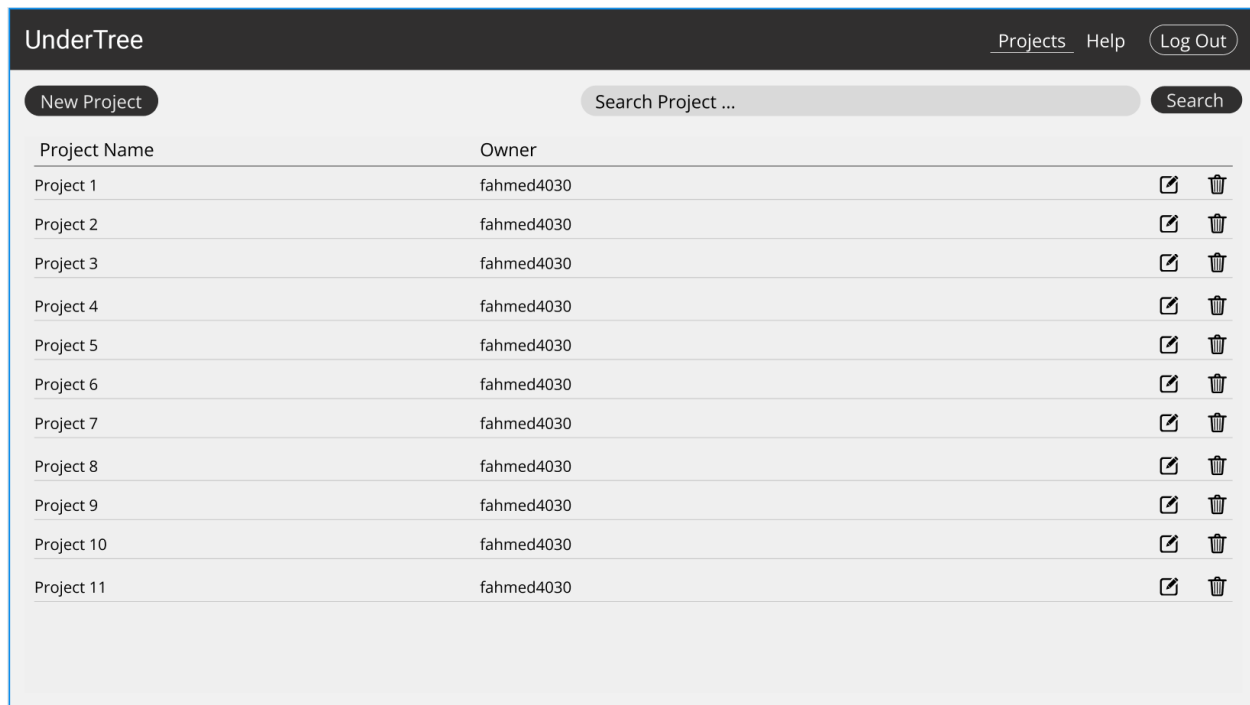 UnderTree Projects Help Log Out
New Project Search Project ... Search
Project Name Owner
Project 1 fahmed4030
Project 2 fahmed4030
Project 3 fahmed4030
Project 4 fahmed4030
Project 5 fahmed4030
Project 6 fahmed4030
Project 7 fahmed4030
Project 8 fahmed4030
Project 9 fahmed4030
Project 10 fahmed4030
Project 11 fahmed4030